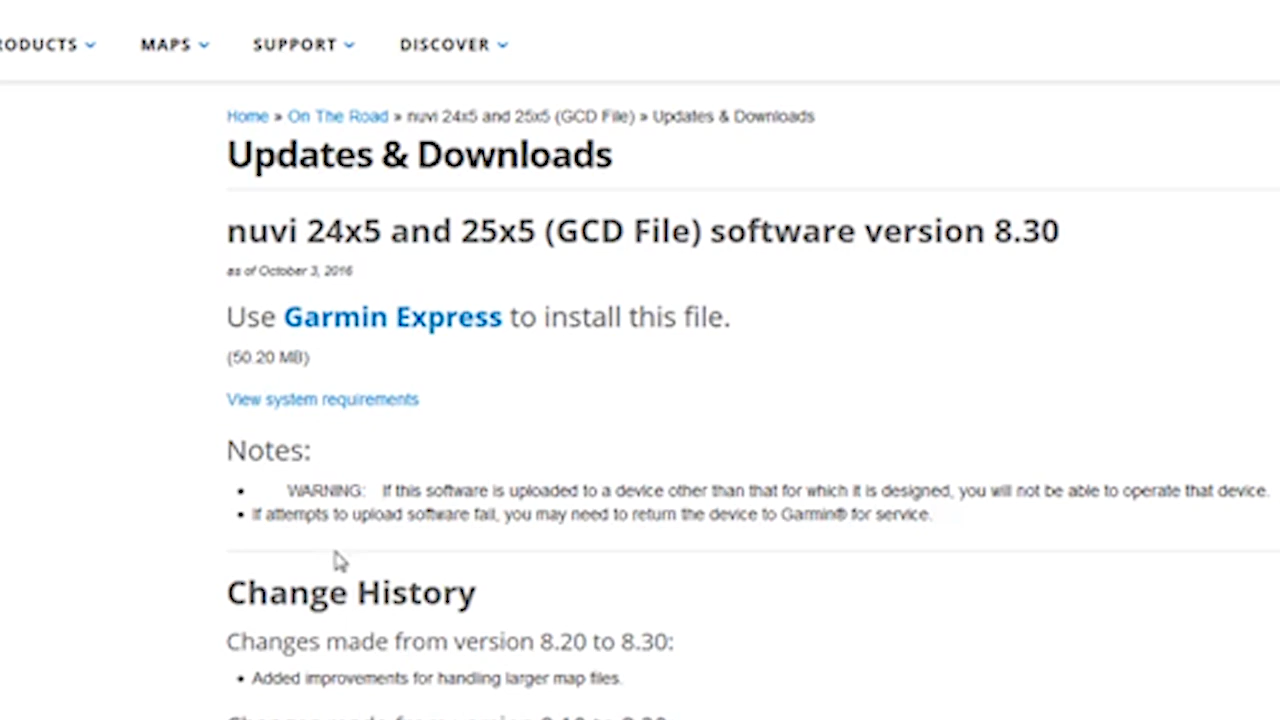 RODUCTS MAPS SUPPORT DISCOVER
Home » On The Road » nuvi 24x5 and 25x5 (GCD File) » Updates & Downloads
Updates & Downloads
nuvi 24x5 and 25x5 (GCD File) software version 8.30
as of October 3, 2016
Use Garmin Express to install this file.
(50.20 MB)
View system requirements
Notes:
• WARNING: If this software is uploaded to a device other than that for which it is designed, you will not be able to operate that device.
• If attempts to upload software fail, you may need to return the device to Garmin® for service.
Change History
Changes made from version 8.20 to 8.30:
• Added improvements for handling larger map files.